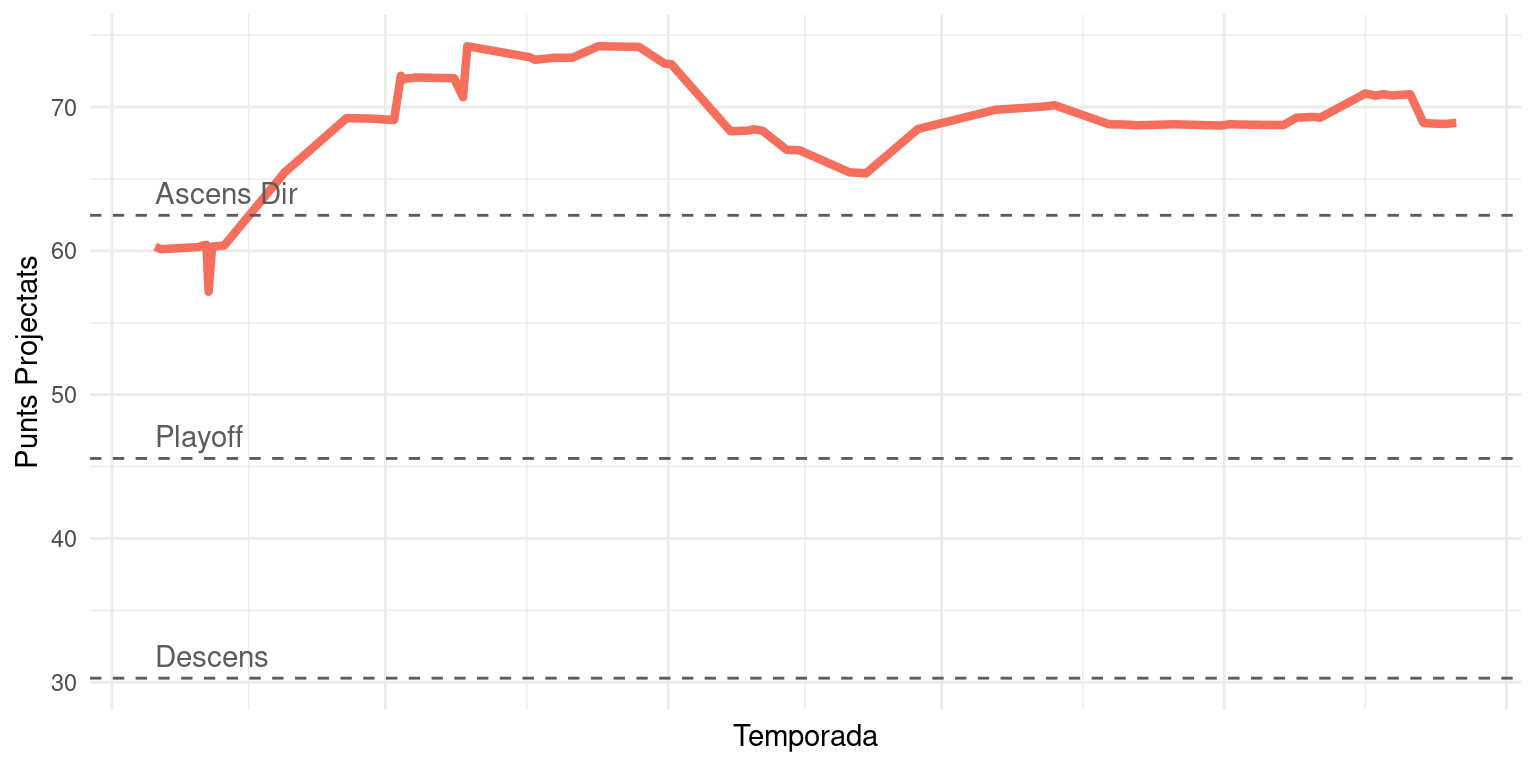 70
Ascens Dir
60
Punts Projectats
50
Playoff
40
Descens
30
Temporada